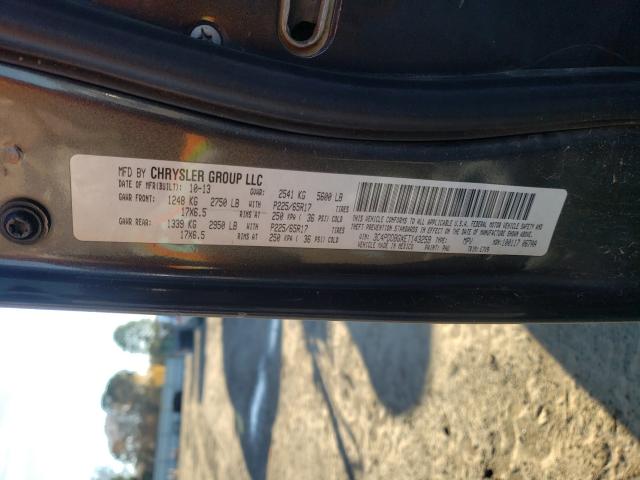 MFD BY CHRYSLER GROUP LLC
DATE OF MFR(BUILT): 10-13 GVWR: 2541 KG 5600 LB
GAWR FRONT: 1248 KG 2750 LB WITH P225/65R17 TIRES
17X6.5 RIMS AT 250 KPA ( 36 PSI) COLD
GAWR REAR: 1339 KG 2950 LB WITH P225/65R17 TIRES
17X6.5 RIMS AT 250 KPA ( 36 PSI) COLD
THIS VEHICLE CONFORMS TO ALL APPLICABLE U.S.A. FEDERAL MOTOR VEHICLE SAFETY AND
THEFT PREVENTION STANDARDS IN EFFECT ON THE DATE OF MANUFACTURE SHOWN ABOVE.
VIN: TYPE: MPV
VEHICLE MADE IN MEXICO PAINT: TRIM: